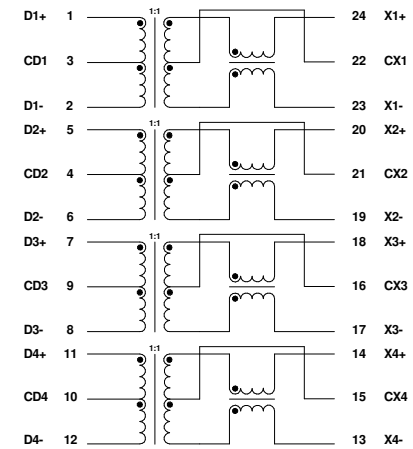 D1+ 1 1:1 24 X1+
CD1 3 22 CX1
D1- 2 23 X1-
D2+ 5 1:1 20 X2+
CD2 4 21 CX2
D2- 6 19 X2-
D3+ 7 1:1 18 X3+
CD3 9 16 CX3
D3- 8 17 X3-
D4+ 11 1:1 14 X4+
CD4 10 15 CX4
D4- 12 13 X4-